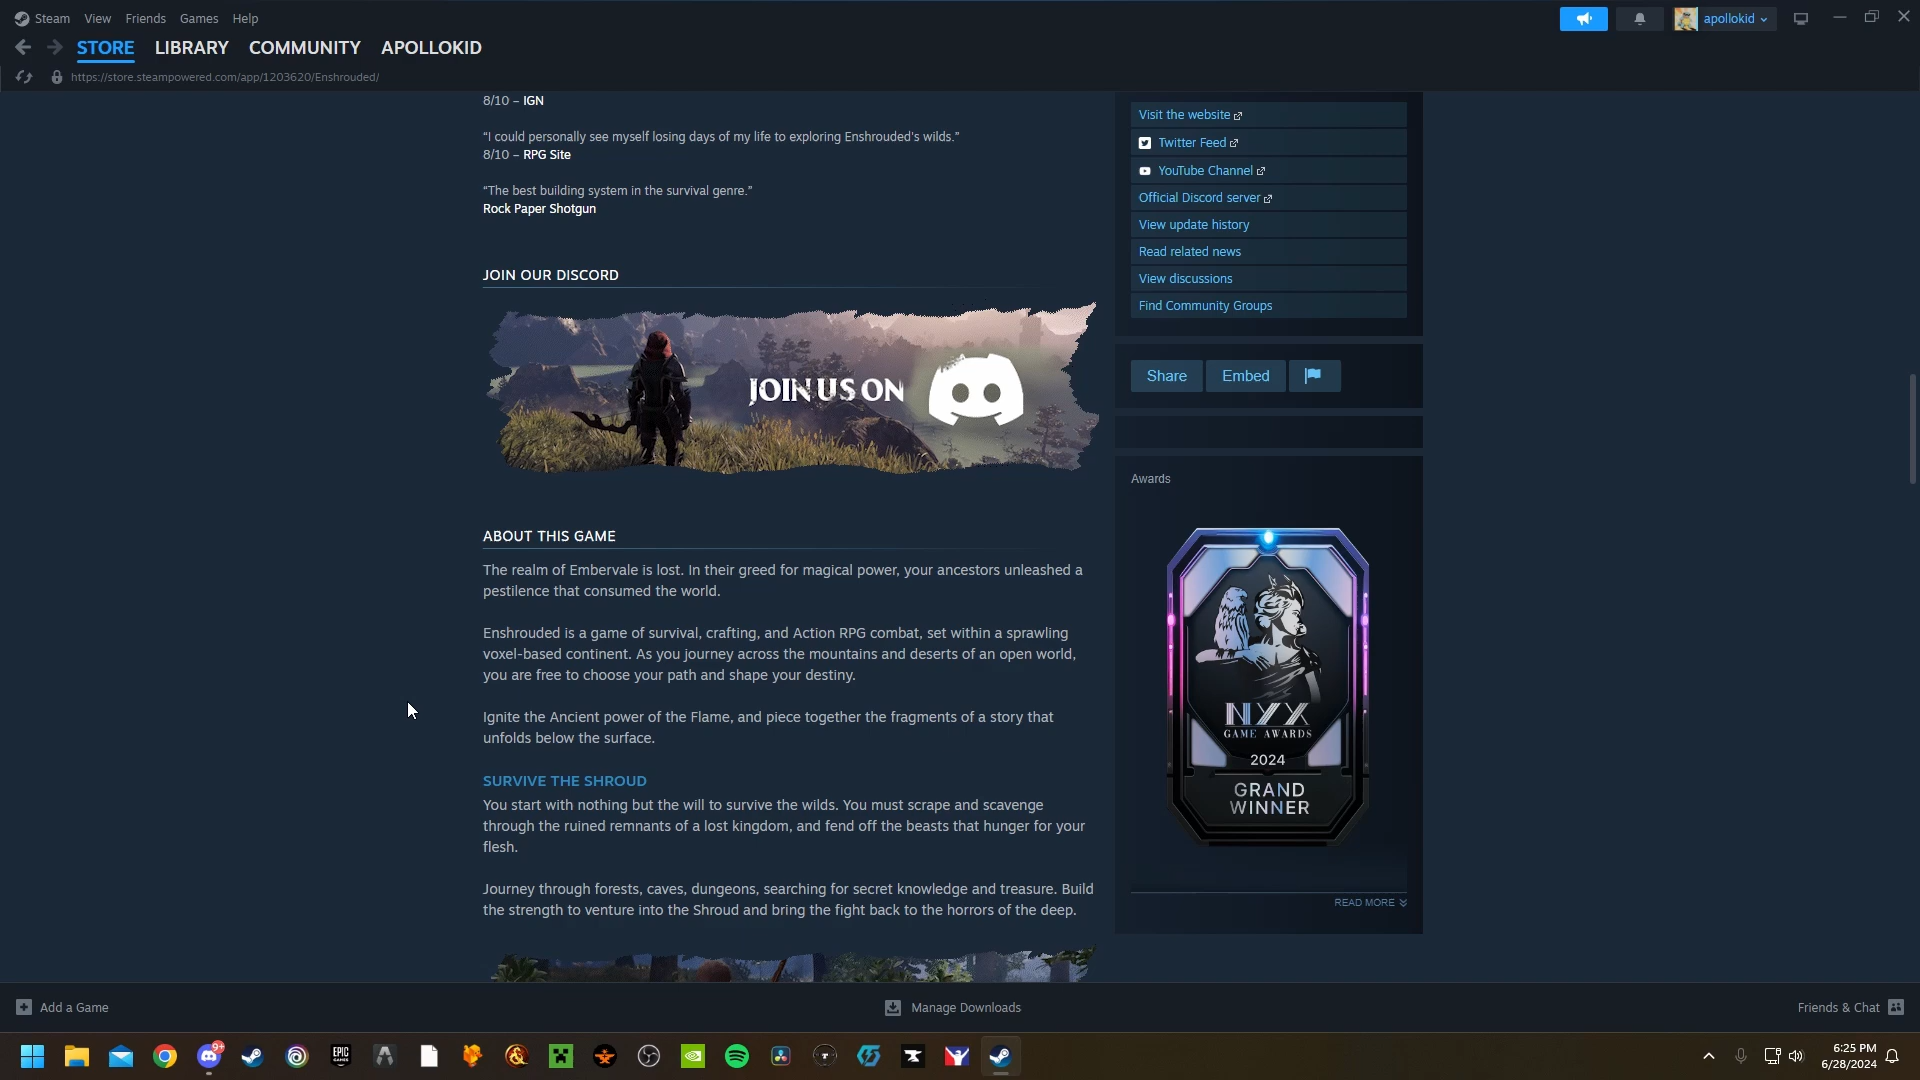 Steam View Friends Games Help
apollokid
STORE LIBRARY COMMUNITY APOLLOKID
https://store.steampowered.com/app/1203620/Enshrouded/
8/10 – IGN
“I could personally see myself losing days of my life to exploring Enshrouded's wilds.”
8/10 – RPG Site
“The best building system in the survival genre.”
Rock Paper Shotgun
JOIN OUR DISCORD
JOIN US ON
ABOUT THIS GAME
The realm of Embervale is lost. In their greed for magical power, your ancestors unleashed a
pestilence that consumed the world.
Enshrouded is a game of survival, crafting, and Action RPG combat, set within a sprawling
voxel-based continent. As you journey across the mountains and deserts of an open world,
you are free to choose your path and shape your destiny.
Ignite the Ancient power of the Flame, and piece together the fragments of a story that
unfolds below the surface.
SURVIVE THE SHROUD
You start with nothing but the will to survive the wilds. You must scrape and scavenge
through the ruined remnants of a lost kingdom, and fend off the beasts that hunger for your
flesh.
Journey through forests, caves, dungeons, searching for secret knowledge and treasure. Build
the strength to venture into the Shroud and bring the fight back to the horrors of the deep.
Visit the website
Twitter Feed
YouTube Channel
Official Discord server
View update history
Read related news
View discussions
Find Community Groups
Share Embed
Awards
NYX
GAME AWARDS
2024
GRAND
WINNER
READ MORE
Add a Game
Manage Downloads
Friends & Chat
9+
EPIC
GAMES
6:25 PM
6/28/2024